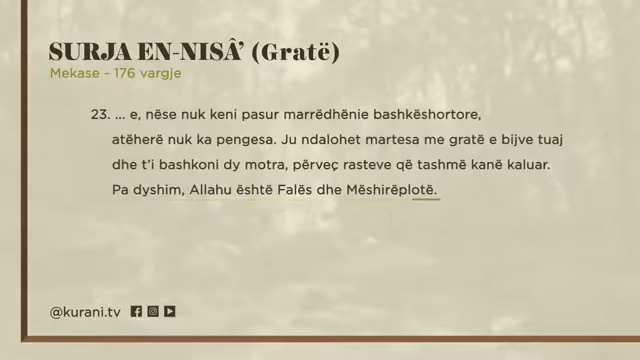 SURJA EN-NISÂ’ (Gratë)
Mekase - 176 vargje
23. ... e, nëse nuk keni pasur marrëdhënie bashkëshortore,
atëherë nuk ka pengesa. Ju ndalohet martesa me gratë e bijve tuaj
dhe t’i bashkoni dy motra, përveç rasteve që tashmë kanë kaluar.
Pa dyshim, Allahu është Falës dhe Mëshirëplotë.
@kurani.tv